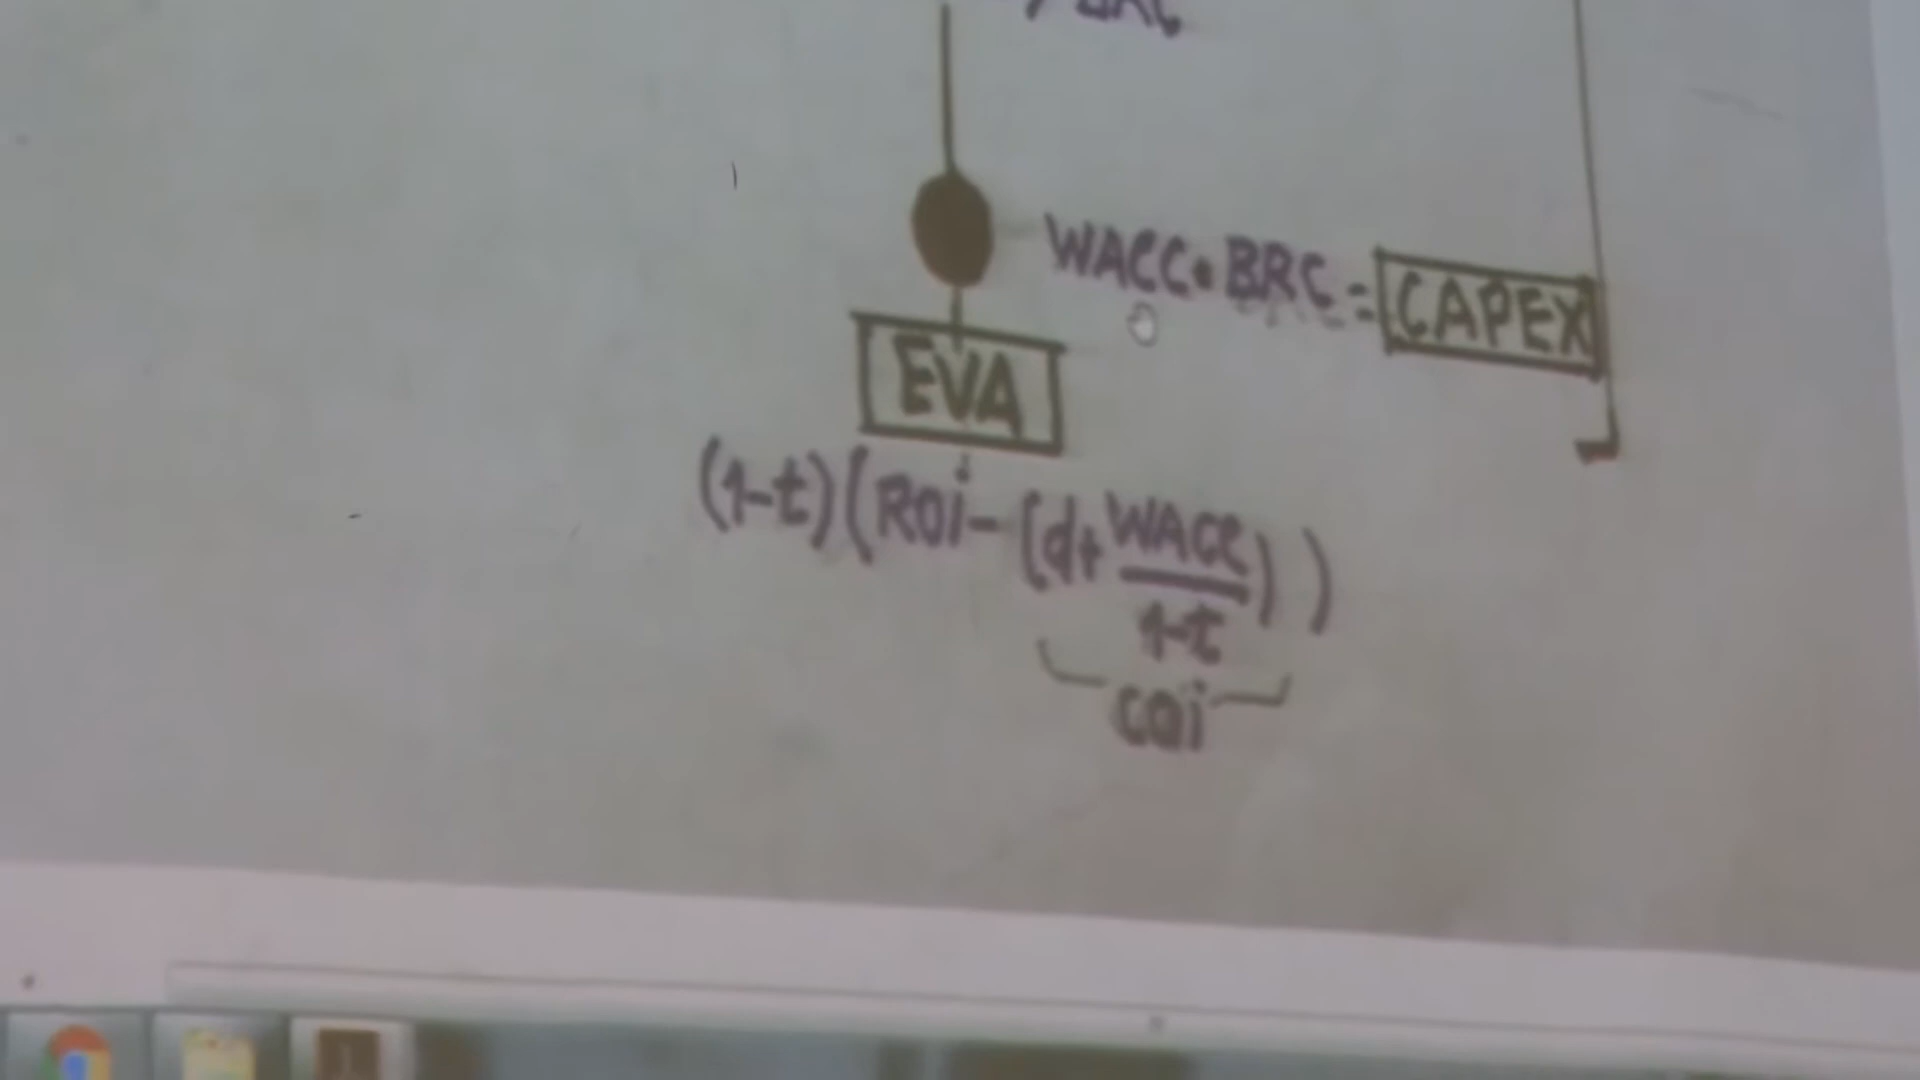 WACC • BRC = CAPEX
EVA
(1-t)(ROi-(d+WACC/1-t))
COi